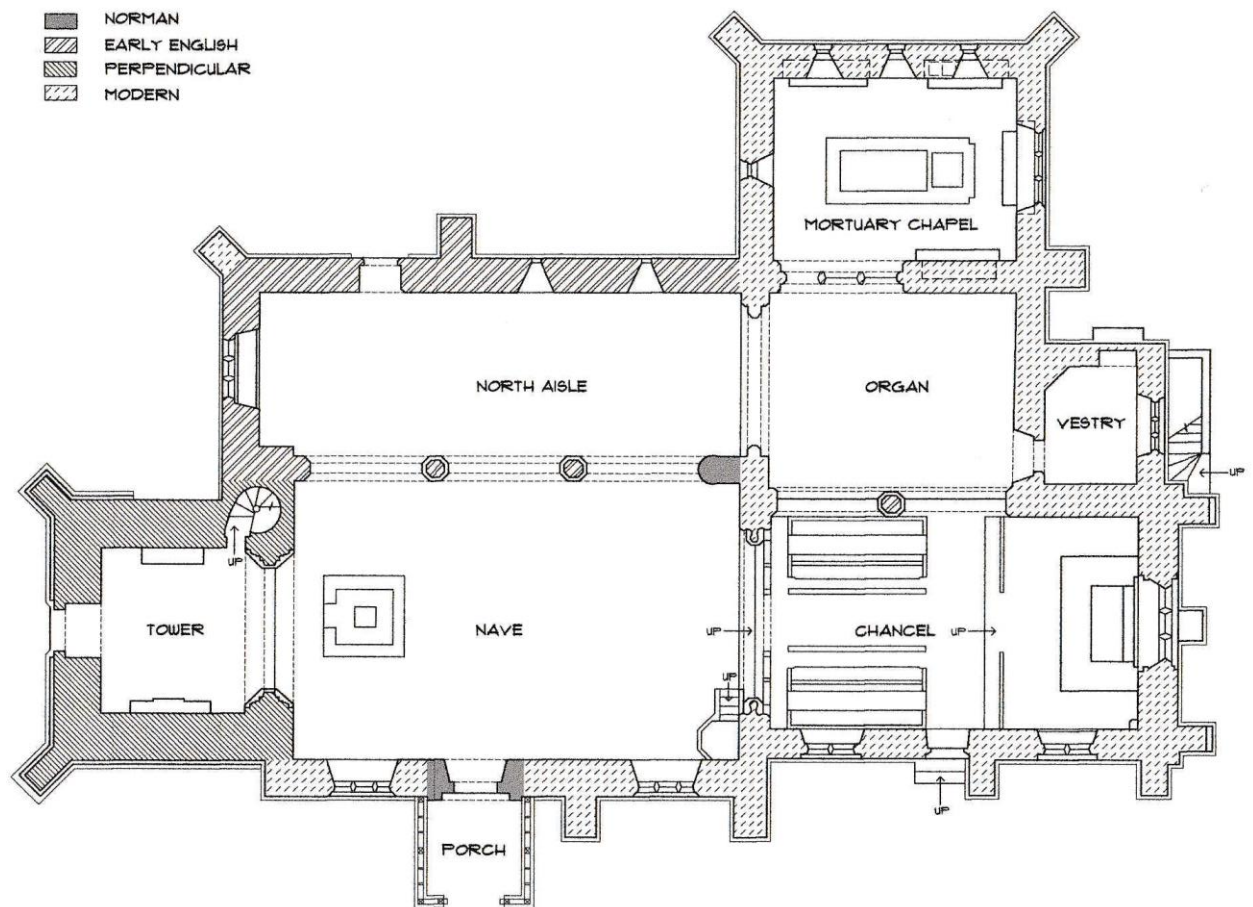 NORMAN
EARLY ENGLISH
PERPENDICULAR
MODERN
MORTUARY CHAPEL
NORTH AISLE
ORGAN
VESTRY
UP
UP
TOWER
NAVE
UP
CHANCEL
UP
UP
PORCH
UP